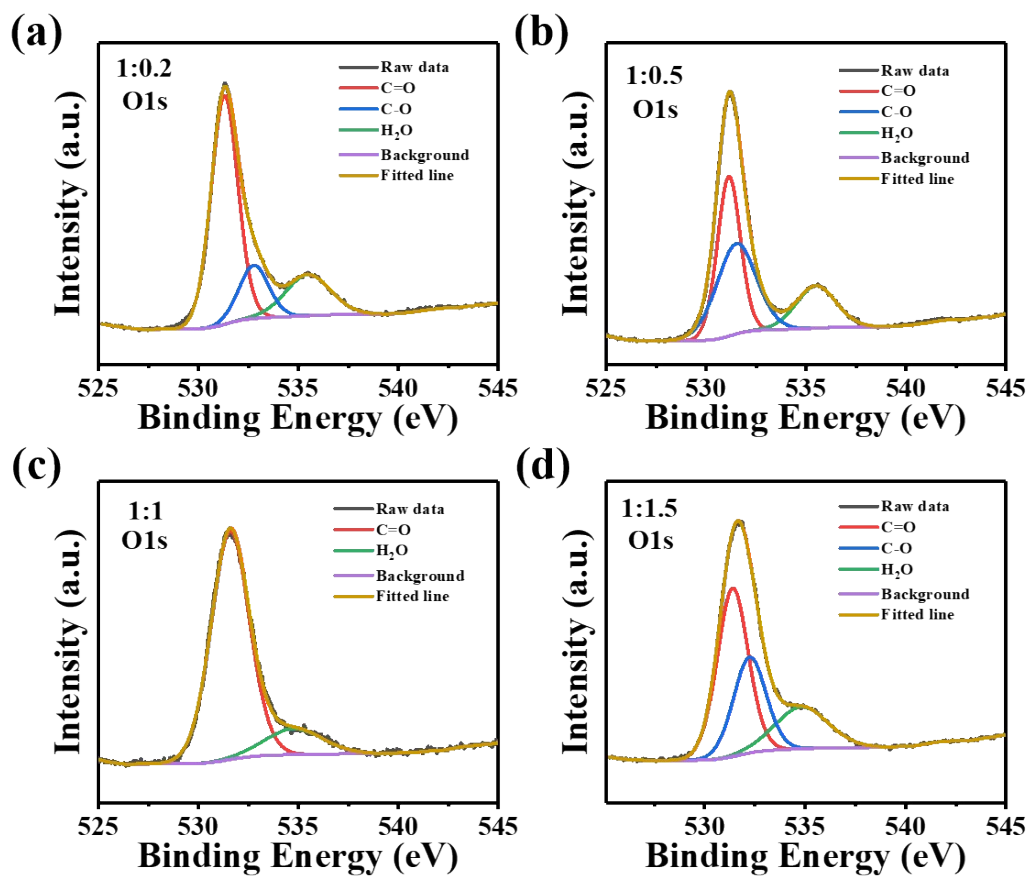 (a)
1:0.2
O1s
Raw data
C=O
C-O
H₂O
Background
Fitted line
Intensity (a.u.)
525 530 535 540 545
Binding Energy (eV)
(b)
1:0.5
O1s
Raw data
C=O
C-O
H₂O
Background
Fitted line
Intensity (a.u.)
525 530 535 540 545
Binding Energy (eV)
(c)
1:1
O1s
Raw data
C=O
H₂O
Background
Fitted line
Intensity (a.u.)
525 530 535 540 545
Binding Energy (eV)
(d)
1:1.5
O1s
Raw data
C=O
C-O
H₂O
Background
Fitted line
Intensity (a.u.)
530 535 540 545
Binding Energy (eV)